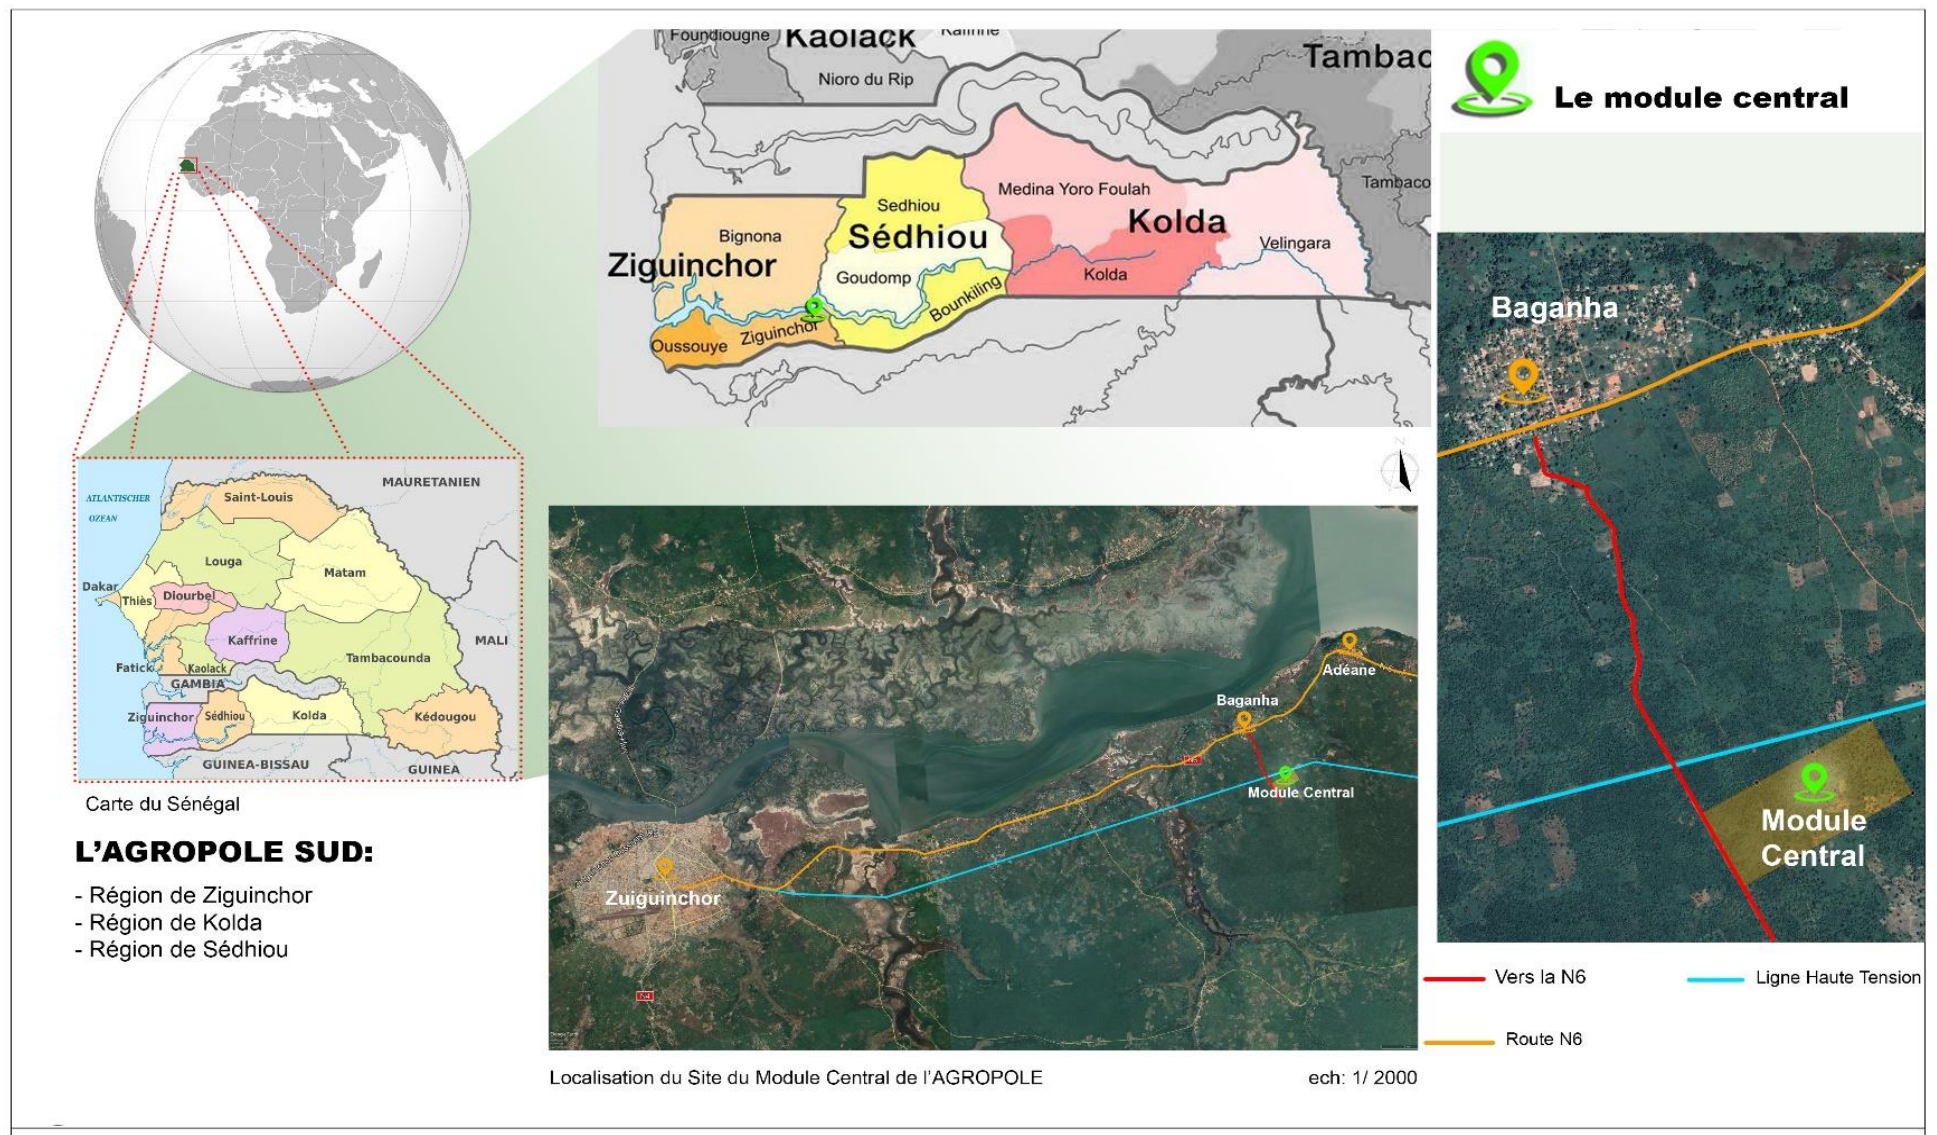 Foundiougne
Kaolack
Kaffrine
Nioro du Rip
Tambac
Tambaco
Medina Yoro Foulah
Sedhiou
Sédhiou
Kolda
Bignona
Velingara
Ziguinchor
Goudomp
Kolda
Bounkiling
Ziguinchor
Oussouye
Le module central
Baganha
Module
Central
ATLANTISCHER
OZEAN
MAURETANIEN
Saint-Louis
Louga
Matam
Dakar
Thiès
Diourbel
Kaffrine
MALI
Tambacounda
Fatick
Kaolack
GAMBIA
Ziguinchor
Sédhiou
Kolda
Kédougou
GUINEA-BISSAU
GUINEA
Carte du Sénégal
L'AGROPOLE SUD:
- Région de Ziguinchor
- Région de Kolda
- Région de Sédhiou
N
Adéane
Baganha
N6
Module Central
Zuiguinchor
N4
Localisation du Site du Module Central de l'AGROPOLE
ech: 1/ 2000
Vers la N6
Ligne Haute Tension
Route N6